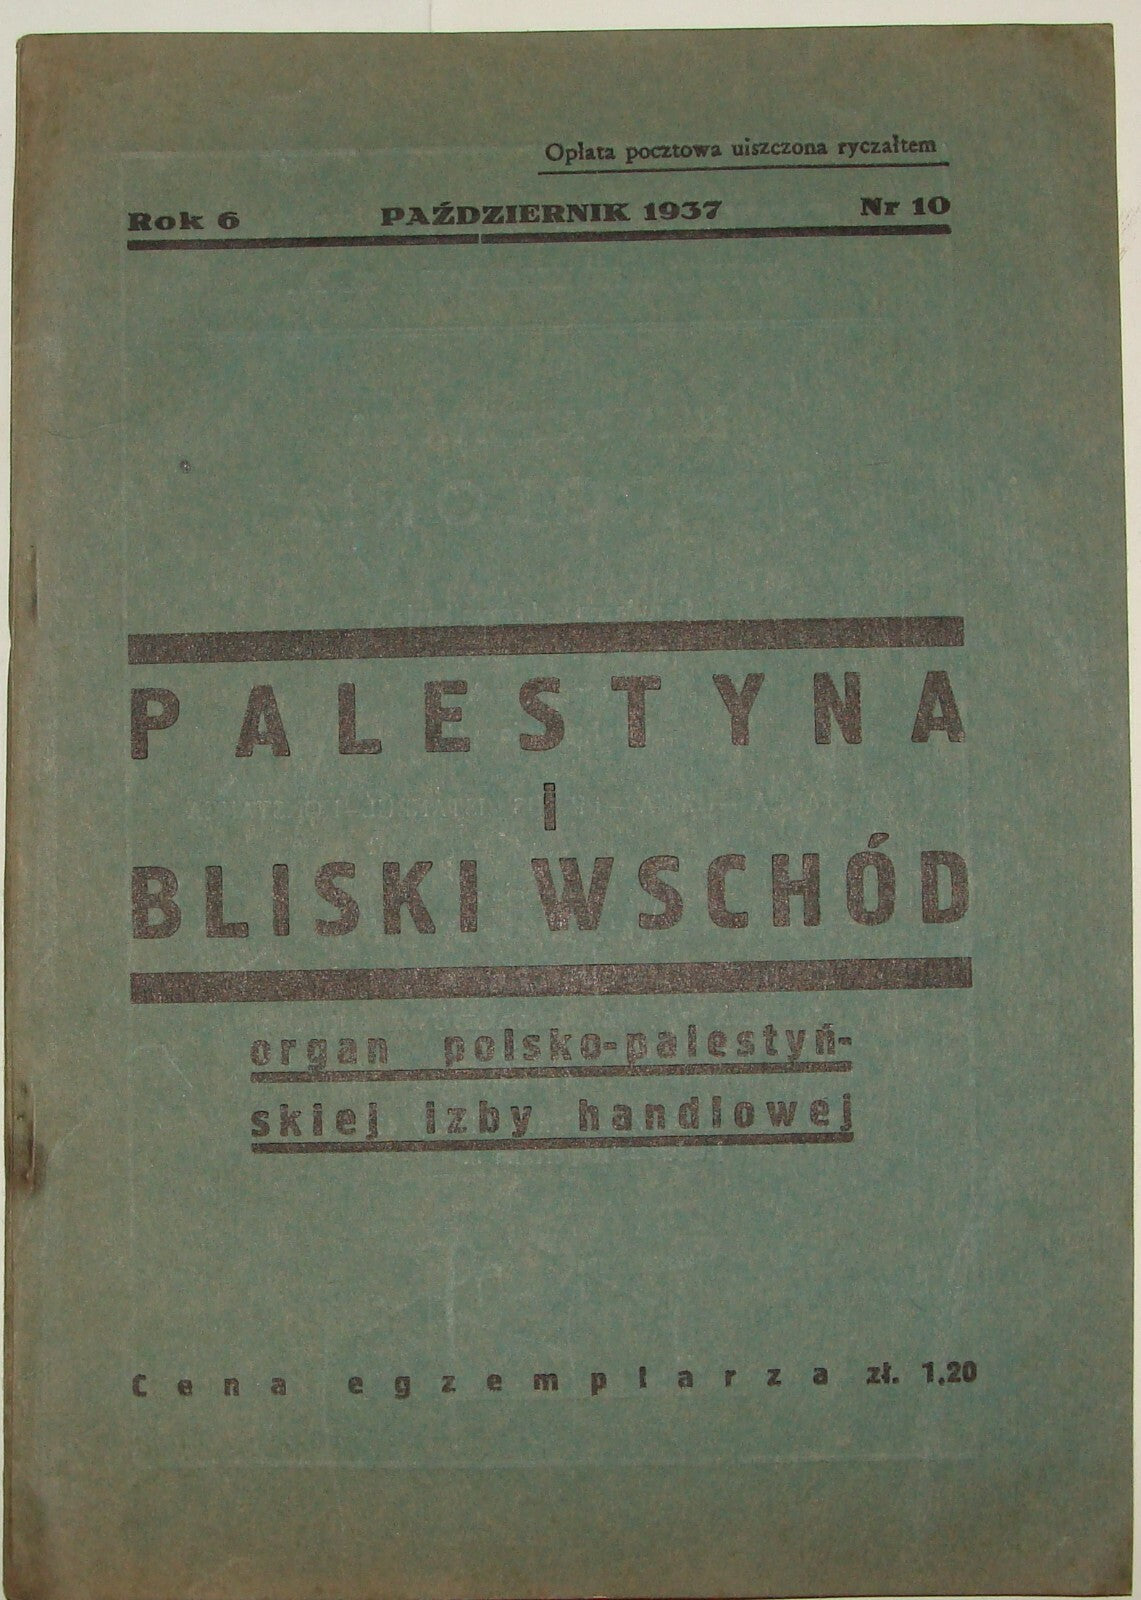 Opłata pocztowa uiszczona ryczałtem
Rok 6 PAŹDZIERNIK 1937 Nr 10
PALESTYNA
I
BLISKI WSCHÓD
organ polsko-palestyń-
skiej izby handlowej
Cena egzemplarza zł. 1.20